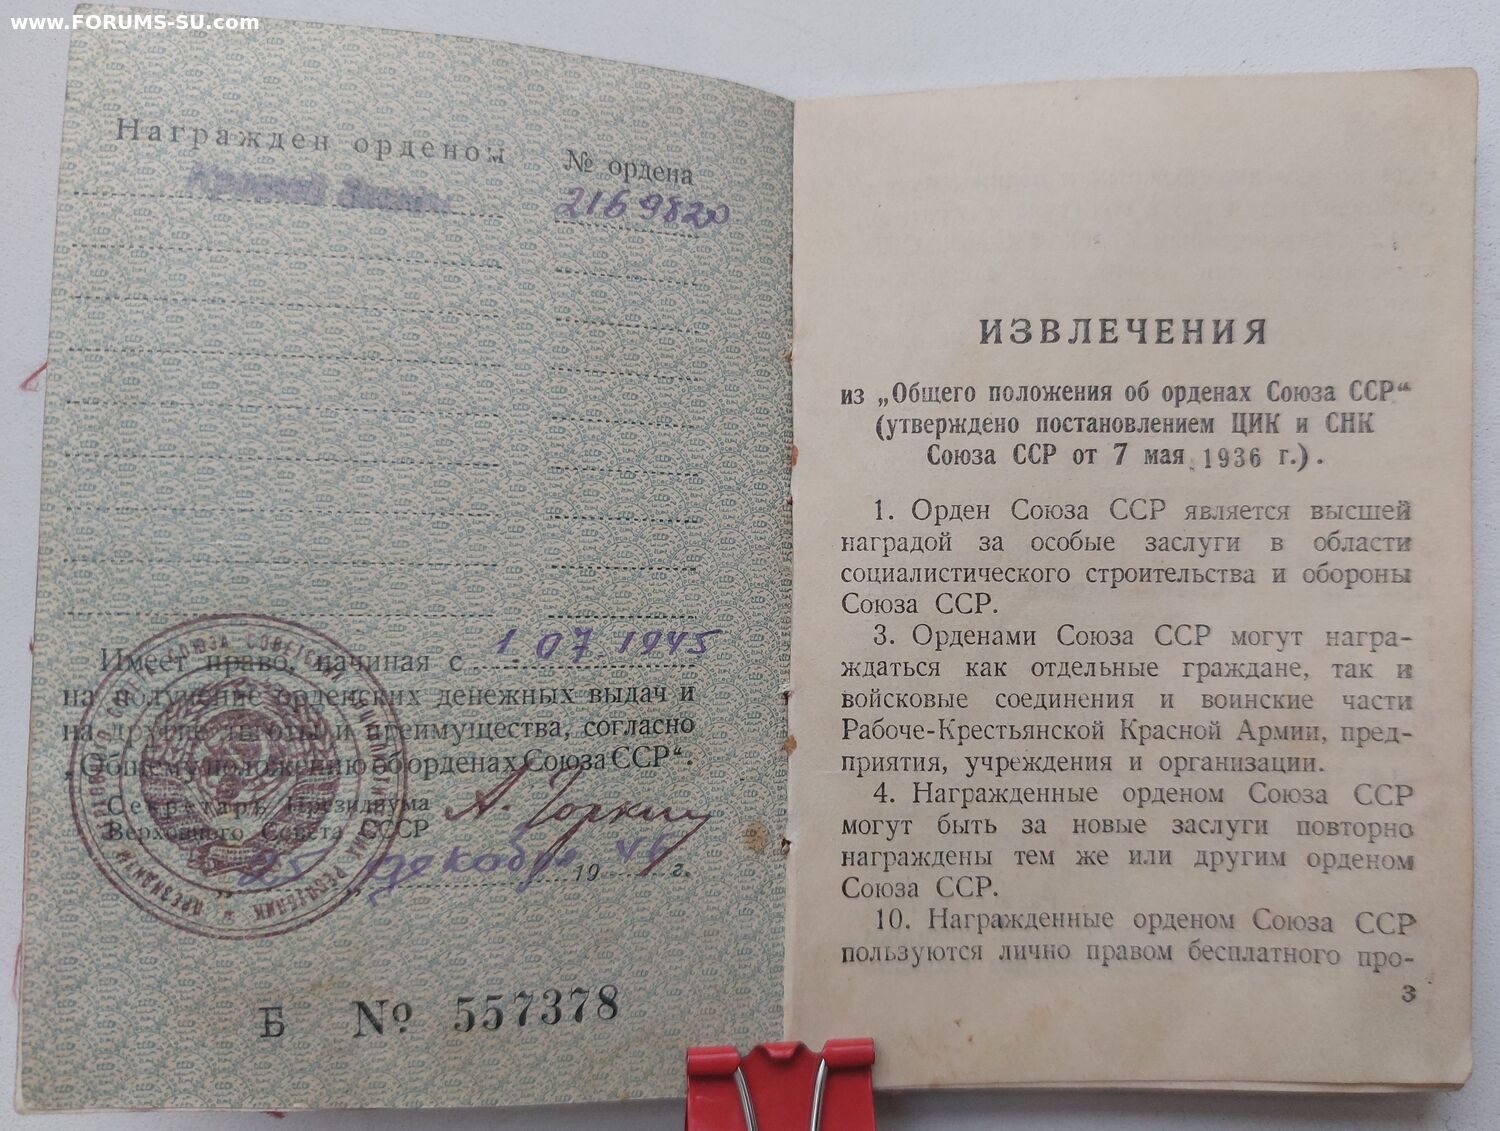 www.FORUMS-SU.com
Награжден орденом
№ ордена
Красной Звезды
2169820
Имеет право, начиная с 1.07.1945
на получение орденских денежных выдач и
на другие льготы и преимущества, согласно
„Общему положению об орденах Союза ССР“.
Секретарь Президиума
Верховного Совета СССР
А. Горкин
„25“ декабря 1946 г.
Б № 557378
ИЗВЛЕЧЕНИЯ
из „Общего положения об орденах Союза ССР“
(утверждено постановлением ЦИК и СНК
Союза ССР от 7 мая 1936 г.).
1. Орден Союза ССР является высшей
наградой за особые заслуги в области
социалистического строительства и обороны
Союза ССР.
3. Орденами Союза ССР могут награ-
ждаться как отдельные граждане, так и
войсковые соединения и воинские части
Рабоче-Крестьянской Красной Армии, пред-
приятия, учреждения и организации.
4. Награжденные орденом Союза ССР
могут быть за новые заслуги повторно
награждены тем же или другим орденом
Союза ССР.
10. Награжденные орденом Союза ССР
пользуются лично правом бесплатного про-
3